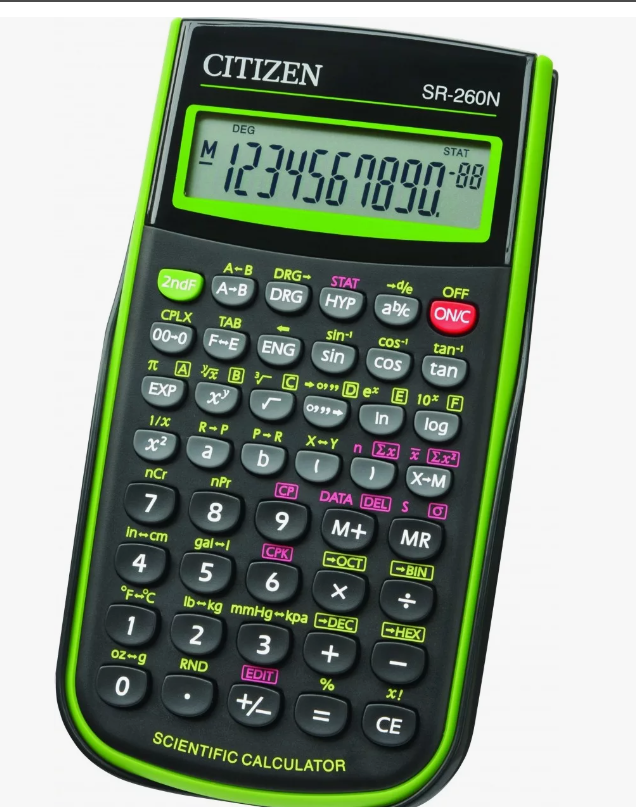 CITIZEN
SR-260N
DEG STAT
M 1234567890. -88
A←B DRG→ STAT →d/e OFF
2ndF A→B DRG HYP ab/c ON/C
CPLX TAB ← sin⁻¹ cos⁻¹ tan⁻¹
00→0 F↔E ENG sin cos tan
π A ʸ√x B ³√ C →o,,, D eˣ E 10ˣ F
EXP xʸ √ o,,,→ ln log
1/x R→P P→R X↔Y n Σx x̅ Σx²
x² a b ( ) X→M
nCr nPr CP DATA DEL S σ
7 8 9 M+ MR
in↔cm gal↔l CPK →OCT →BIN
4 5 6 × ÷
°F↔°C lb↔kg mmHg↔kpa →DEC →HEX
1 2 3 + −
oz↔g RND EDIT % x!
0 . +/− = CE
SCIENTIFIC CALCULATOR